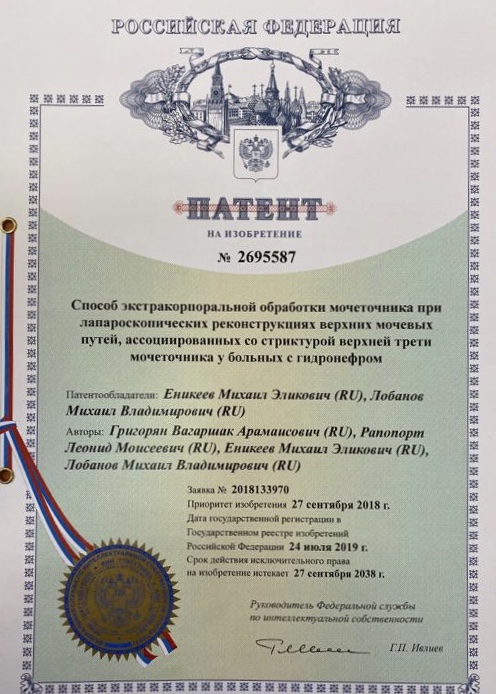 РОССИЙСКАЯ ФЕДЕРАЦИЯ
ПАТЕНТ
НА ИЗОБРЕТЕНИЕ
№ 2695587
Способ экстракорпоральной обработки мочеточника при
лапароскопических реконструкциях верхних мочевых
путей, ассоциированных со стриктурой верхней трети
мочеточника у больных с гидронефром
Патентообладатели: Еникеев Михаил Эликович (RU), Лобанов
Михаил Владимирович (RU)
Авторы: Григорян Вагаршак Арамаисович (RU), Рапопорт
Леонид Моисеевич (RU), Еникеев Михаил Эликович (RU),
Лобанов Михаил Владимирович (RU)
Заявка № 2018133970
Приоритет изобретения 27 сентября 2018 г.
Дата государственной регистрации в
Государственном реестре изобретений
Российской Федерации 24 июля 2019 г.
Срок действия исключительного права
на изобретение истекает 27 сентября 2038 г.
Руководитель Федеральной службы
по интеллектуальной собственности
Г.П. Ивлиев